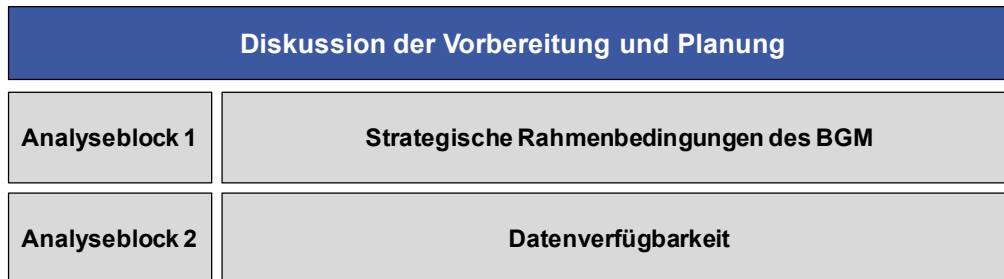 Diskussion der Vorbereitung und Planung
Analyseblock 1
Strategische Rahmenbedingungen des BGM
Analyseblock 2
Datenverfügbarkeit